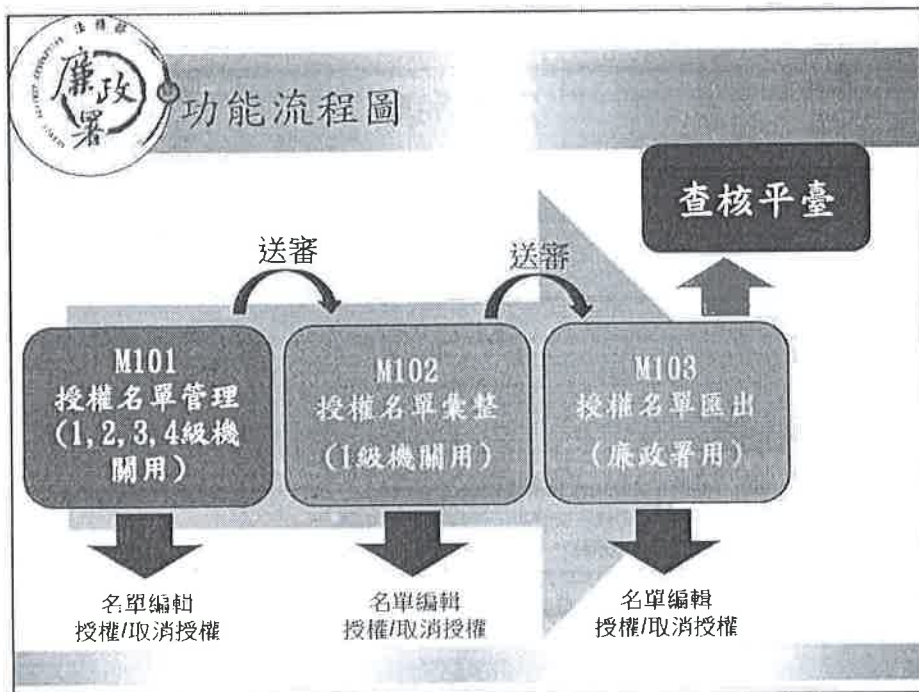 法務部
廉政署
功能流程圖
查核平臺
送審
送審
M101
授權名單管理
(1,2,3,4級機
關用)
M102
授權名單彙整
(1級機關用)
M103
授權名單匯出
(廉政署用)
名單編輯
授權/取消授權
名單編輯
授權/取消授權
名單編輯
授權/取消授權